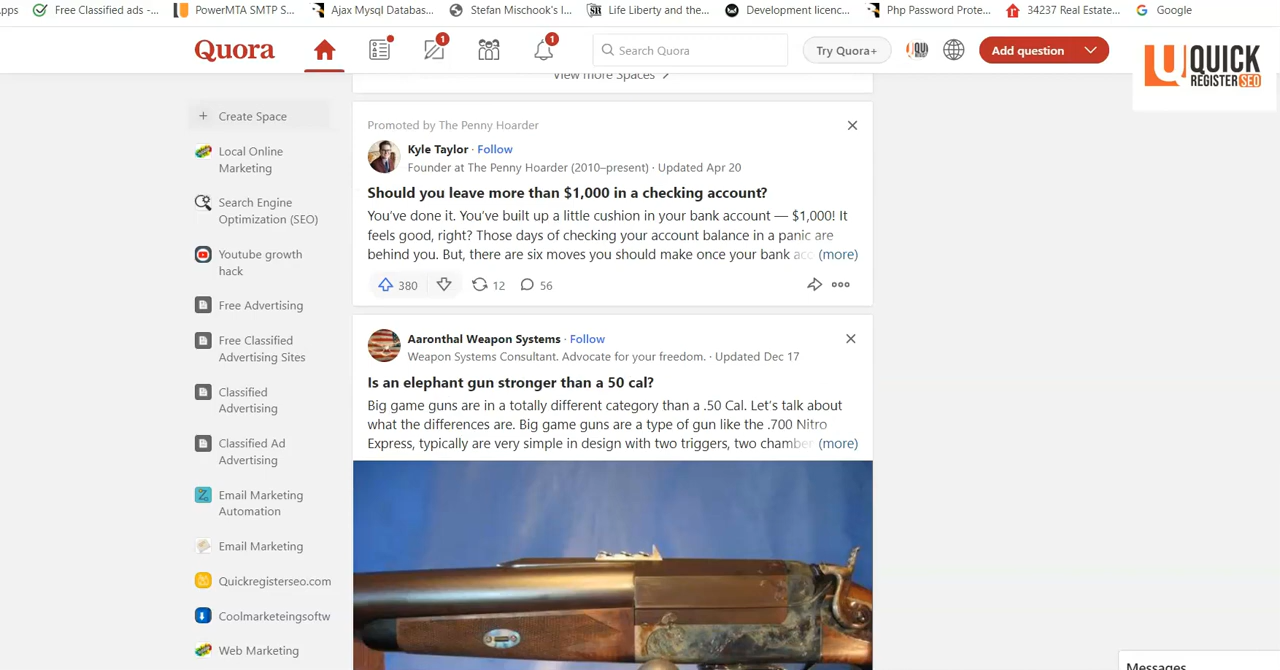 pps
Free Classified ads -...
PowerMTA SMTP S...
Ajax Mysql Databas...
Stefan Mischook's I...
Life Liberty and the...
Development licenc...
Php Password Prote...
34237 Real Estate...
Google
Quora
1
1
Search Quora
Try Quora+
QU
Add question
QUICK
REGISTER SEO
View more Spaces
Create Space
Local Online
Marketing
Search Engine
Optimization (SEO)
Youtube growth
hack
Free Advertising
Free Classified
Advertising Sites
Classified
Advertising
Classified Ad
Advertising
Email Marketing
Automation
Email Marketing
Quickregisterseo.com
Coolmarketeingsoftw
Web Marketing
Promoted by The Penny Hoarder
Kyle Taylor · Follow
Founder at The Penny Hoarder (2010–present) · Updated Apr 20
Should you leave more than $1,000 in a checking account?
You've done it. You've built up a little cushion in your bank account — $1,000! It
feels good, right? Those days of checking your account balance in a panic are
behind you. But, there are six moves you should make once your bank acc (more)
380
12
56
Aaronthal Weapon Systems · Follow
Weapon Systems Consultant. Advocate for your freedom. · Updated Dec 17
Is an elephant gun stronger than a 50 cal?
Big game guns are in a totally different category than a .50 Cal. Let's talk about
what the differences are. Big game guns are a type of gun like the .700 Nitro
Express, typically are very simple in design with two triggers, two chamber (more)
Messages